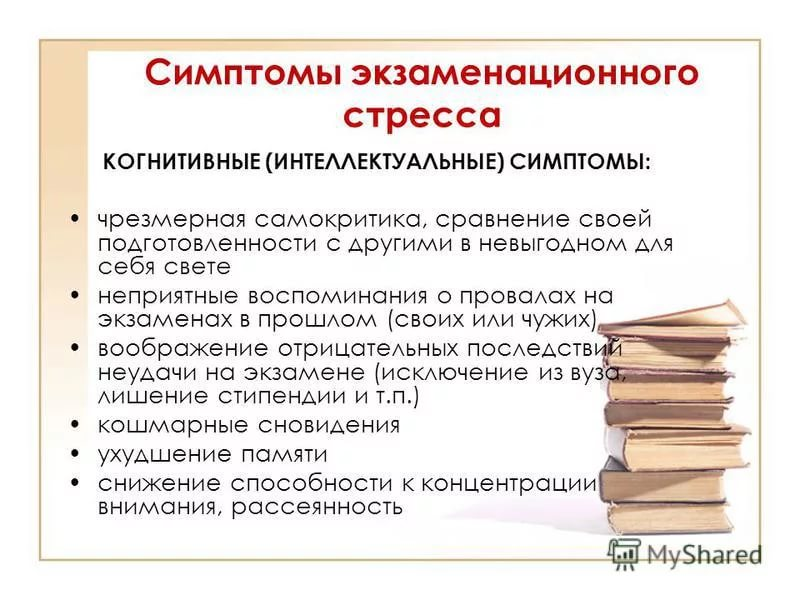 Симптомы экзаменационного
стресса
КОГНИТИВНЫЕ (ИНТЕЛЛЕКТУАЛЬНЫЕ) СИМПТОМЫ:
• чрезмерная самокритика, сравнение своей
подготовленности с другими в невыгодном для
себя свете
• неприятные воспоминания о провалах на
экзаменах в прошлом (своих или чужих)
• воображение отрицательных последствий
неудачи на экзамене (исключение из вуза,
лишение стипендии и т.п.)
• кошмарные сновидения
• ухудшение памяти
• снижение способности к концентрации
внимания, рассеянность
MyShared